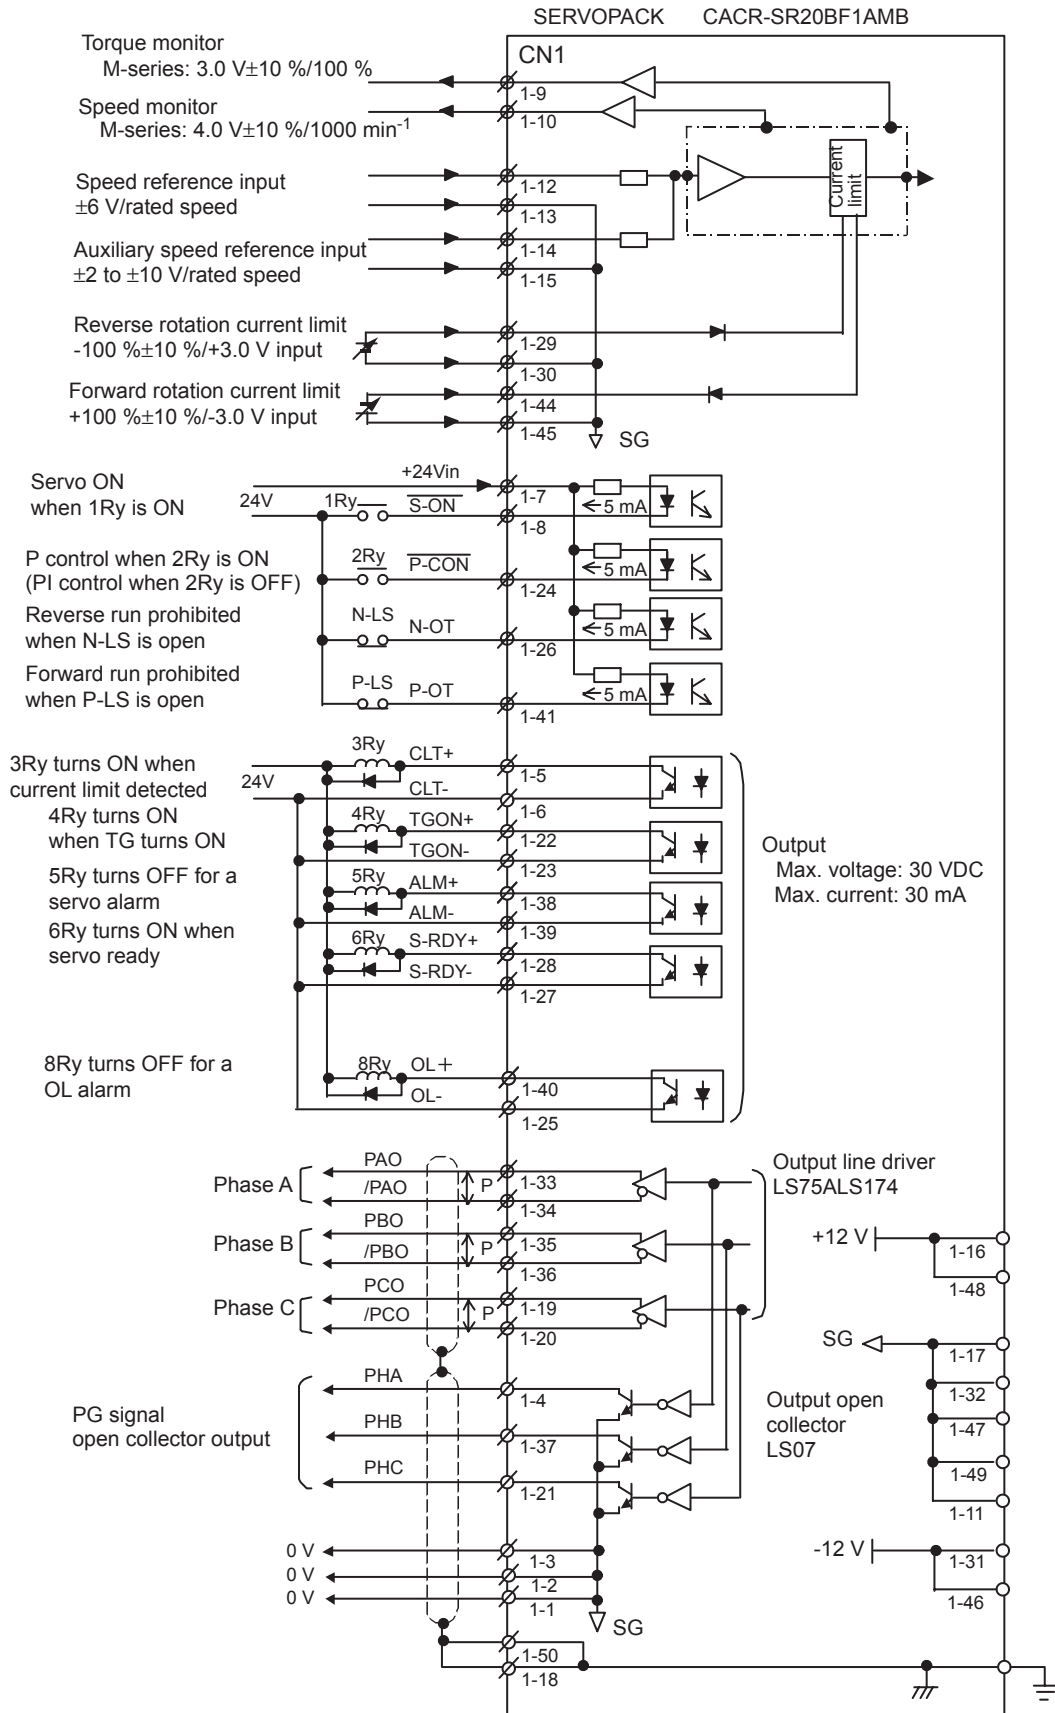 SERVOPACK CACR-SR20BF1AMB
CN1
Torque monitor
M-series: 3.0 V±10 %/100 %
1-9
Speed monitor
M-series: 4.0 V±10 %/1000 min⁻¹
1-10
Current
limit
Speed reference input
±6 V/rated speed
1-12
1-13
Auxiliary speed reference input
±2 to ±10 V/rated speed
1-14
1-15
Reverse rotation current limit
-100 %±10 %/+3.0 V input
1-29
1-30
Forward rotation current limit
+100 %±10 %/-3.0 V input
1-44
1-45
SG
Servo ON
when 1Ry is ON
+24Vin
24V
1Ry
S-ON
1-7
1-8
5 mA
P control when 2Ry is ON
(PI control when 2Ry is OFF)
2Ry
P-CON
1-24
5 mA
Reverse run prohibited
when N-LS is open
N-LS
N-OT
1-26
5 mA
Forward run prohibited
when P-LS is open
P-LS
P-OT
1-41
5 mA
3Ry turns ON when
current limit detected
24V
3Ry
CLT+
1-5
CLT-
1-6
4Ry turns ON
when TG turns ON
4Ry
TGON+
1-22
TGON-
1-23
5Ry turns OFF for a
servo alarm
5Ry
ALM+
1-38
ALM-
1-39
6Ry turns ON when
servo ready
6Ry
S-RDY+
1-28
S-RDY-
1-27
Output
Max. voltage: 30 VDC
Max. current: 30 mA
8Ry turns OFF for a
OL alarm
8Ry
OL+
1-40
OL-
1-25
Phase A
PAO
/PAO
P
1-33
1-34
Phase B
PBO
/PBO
P
1-35
1-36
Phase C
PCO
/PCO
P
1-19
1-20
Output line driver
LS75ALS174
+12 V
1-16
1-48
SG
1-17
1-32
1-47
1-49
1-11
PG signal
open collector output
PHA
1-4
PHB
1-37
PHC
1-21
Output open
collector
LS07
-12 V
1-31
1-46
0 V
1-3
0 V
1-2
0 V
1-1
SG
1-50
1-18